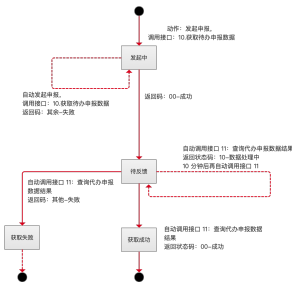 动作：发起申报。
调用接口：10.获取待办申报数据
发起中
自动发起申报。
调用接口：10.获取待办申报数据
返回码：其余-失败
返回码：00-成功
自动调用接口 11：查询代办申报数据结果
返回状态码：10-数据处理中
10 分钟后再自动调用接口 11
待反馈
自动调用接口 11：查询代办申报
数据结果
返回码：其他-失败
自动调用接口 11：查询代办申报数据
结果
返回状态码：00-成功
获取失败
获取成功